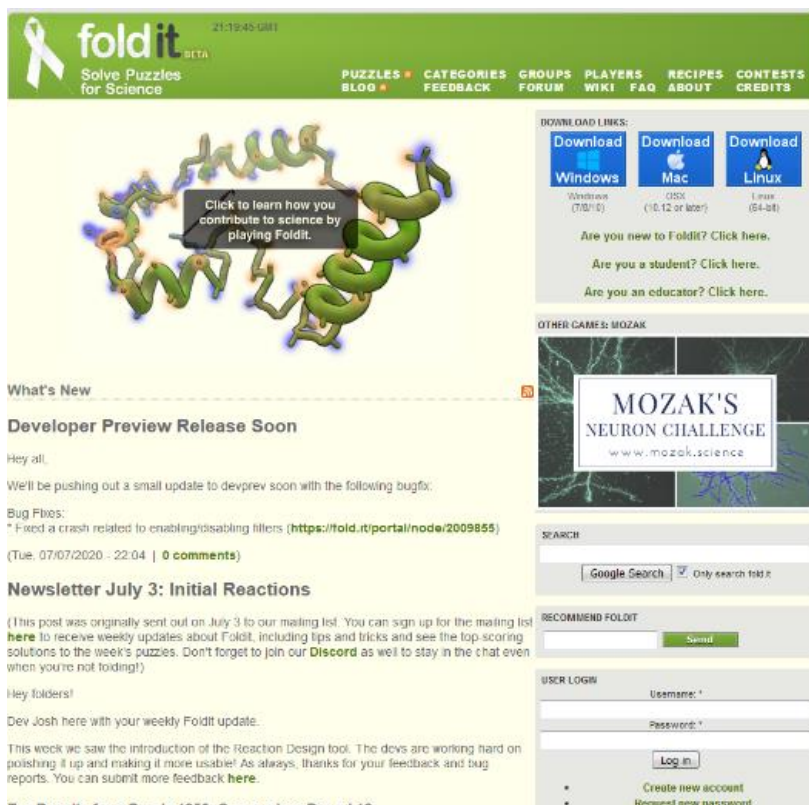 foldit BETA
21:19:45 GMT
Solve Puzzles
for Science
PUZZLES CATEGORIES GROUPS PLAYERS RECIPES CONTESTS
BLOG FEEDBACK FORUM WIKI FAQ ABOUT CREDITS
Click to learn how you
contribute to science by
playing Foldit.
What's New
Developer Preview Release Soon
Hey all,
We'll be pushing out a small update to devprev soon with the following bugfix:
Bug Fixes:
* Fixed a crash related to enabling/disabling filters (https://fold.it/portal/node/2009855)
(Tue, 07/07/2020 - 22:04 | 0 comments)
Newsletter July 3: Initial Reactions
(This post was originally sent out on July 3 to our mailing list. You can sign up for the mailing list
here to receive weekly updates about Foldit, including tips and tricks and see the top-scoring
solutions to the week's puzzles. Don't forget to join our Discord as well to stay in the chat even
when you're not folding!)
Hey folders!
Dev Josh here with your weekly Foldit update.
This week we saw the introduction of the Reaction Design tool. The devs are working hard on
polishing it up and making it more usable! As always, thanks for your feedback and bug
reports. You can submit more feedback here.
DOWNLOAD LINKS:
Download Windows
Download Mac
Download Linux
Windows
(7/8/10)
OSX
(10.12 or later)
Linux
(64-bit)
Are you new to Foldit? Click here.
Are you a student? Click here.
Are you an educator? Click here.
OTHER GAMES: MOZAK
MOZAK'S
NEURON CHALLENGE
www.mozak.science
SEARCH
Google Search Only search fold.it
RECOMMEND FOLDIT
Send
USER LOGIN
Username: *
Password: *
Log in
Create new account
Request new password